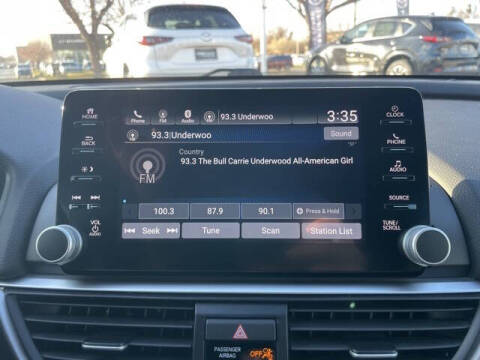 HOME
BACK
VOL
AUDIO
Phone FM Audio 93.3 Underwoo 3:35
93.3 Underwoo Sound
Country
93.3 The Bull Carrie Underwood All-American Girl
FM
100.3 87.9 90.1 Press & Hold
Seek Tune Scan Station List
CLOCK
PHONE
AUDIO
SOURCE
TUNE/
SCROLL
PASSENGER
AIRBAG OFF